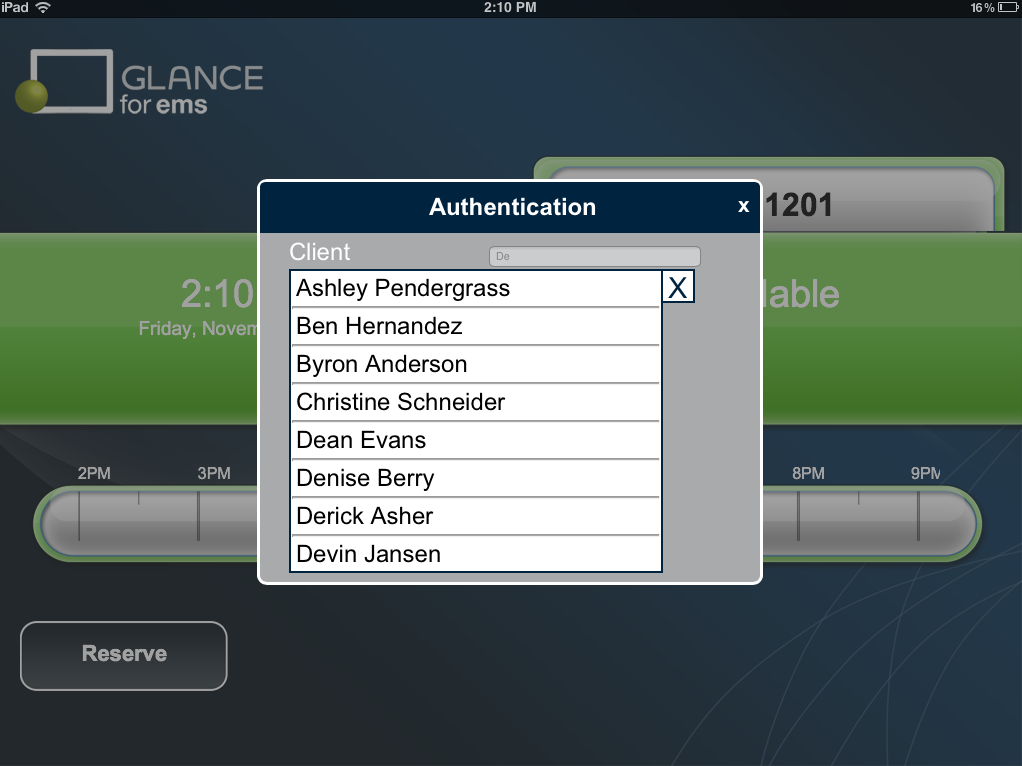 iPad 2:10 PM 16%
GLANCE
for ems
1201
Authentication x
Client De
Ashley Pendergrass X
Ben Hernandez
Byron Anderson
Christine Schneider
Dean Evans
Denise Berry
Derick Asher
Devin Jansen
2:10 lable
Friday, Novem
2PM 3PM 8PM 9PM
Reserve